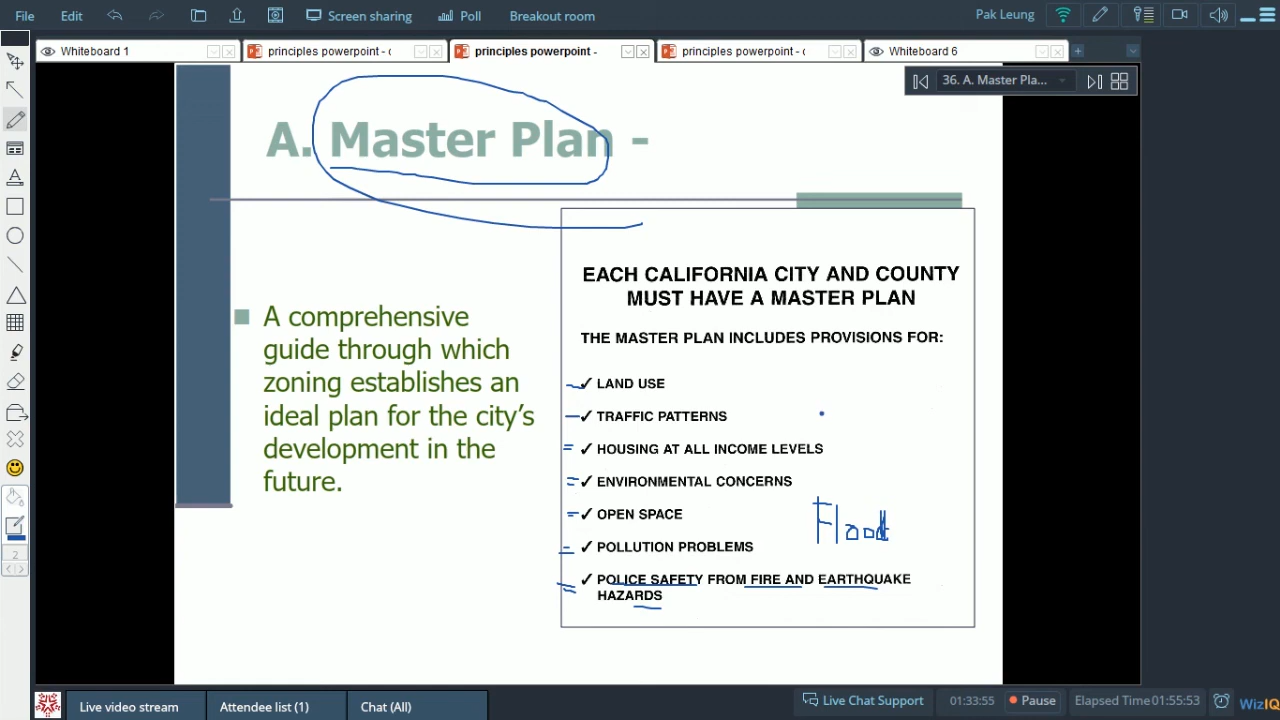 File Edit Screen sharing Poll Breakout room Pak Leung
Whiteboard 1 principles powerpoint - c principles powerpoint - principles powerpoint - c Whiteboard 6
36. A. Master Pla...
A. Master Plan -
A comprehensive
guide through which
zoning establishes an
ideal plan for the city's
development in the
future.
EACH CALIFORNIA CITY AND COUNTY
MUST HAVE A MASTER PLAN
THE MASTER PLAN INCLUDES PROVISIONS FOR:
✓ LAND USE
✓ TRAFFIC PATTERNS
✓ HOUSING AT ALL INCOME LEVELS
✓ ENVIRONMENTAL CONCERNS
✓ OPEN SPACE
Flood
✓ POLLUTION PROBLEMS
✓ POLICE SAFETY FROM FIRE AND EARTHQUAKE
HAZARDS
2
Live video stream Attendee list (1) Chat (All) Live Chat Support 01:33:55 Pause Elapsed Time 01:55:53 WizIQ